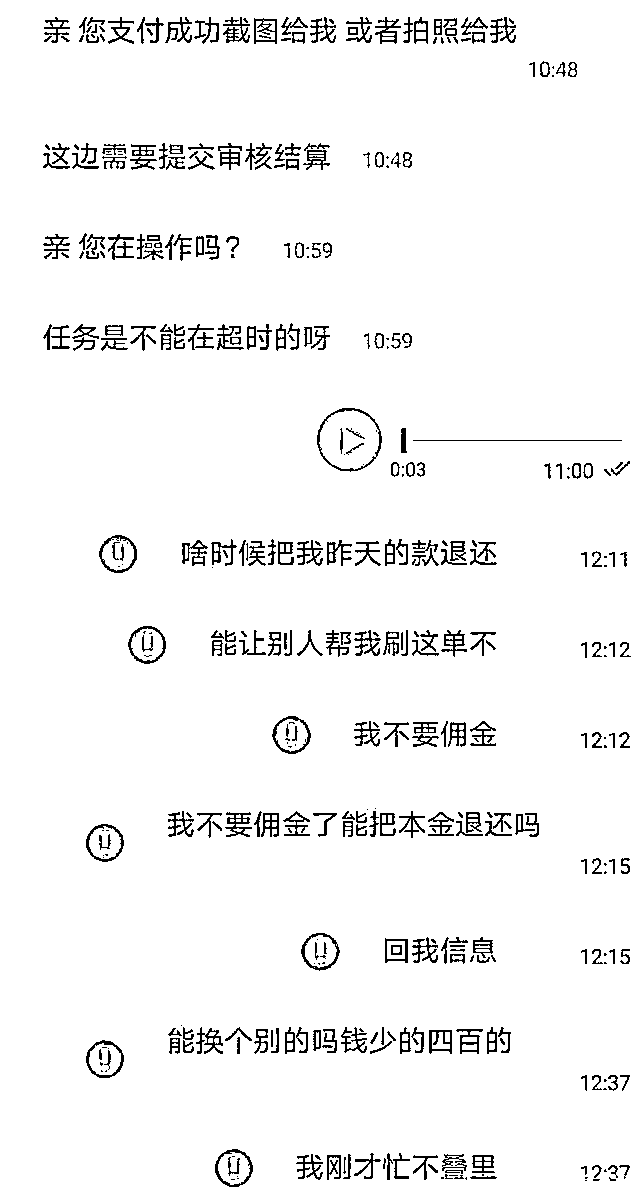 亲 您支付成功截图给我 或者拍照给我
10:48
这边需要提交审核结算 10:48
亲 您在操作吗？ 10:59
任务是不能在超时的呀 10:59
0:03 11:00
啥时候把我昨天的款退还 12:11
能让别人帮我刷这单不 12:12
我不要佣金 12:12
我不要佣金了能把本金退还吗
12:15
回我信息 12:15
能换个别的吗钱少的四百的
12:37
我刚才忙不叠里 12:37